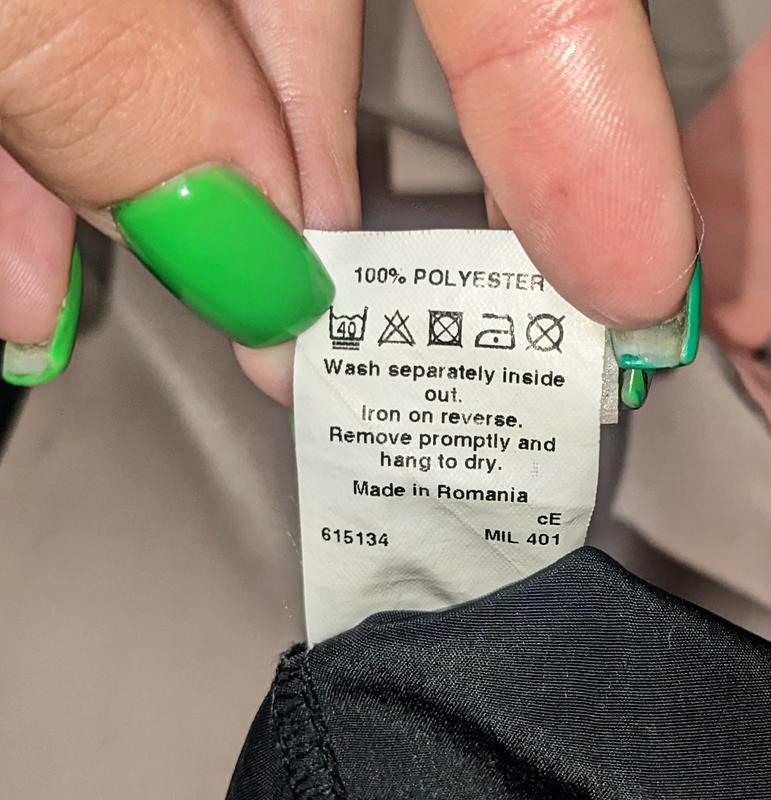 100% POLYESTER
40
Wash separately inside
out.
Iron on reverse.
Remove promptly and
hang to dry.
Made in Romania
cE
615134 MIL 401